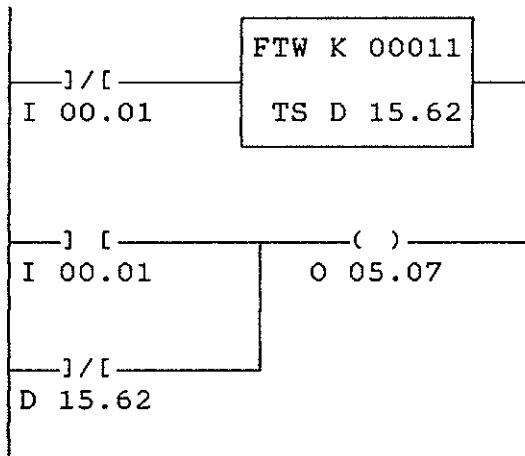 FTW K 00011
]/[
I 00.01
TS D 15.62
] [
( )
I 00.01
O 05.07
]/[
D 15.62